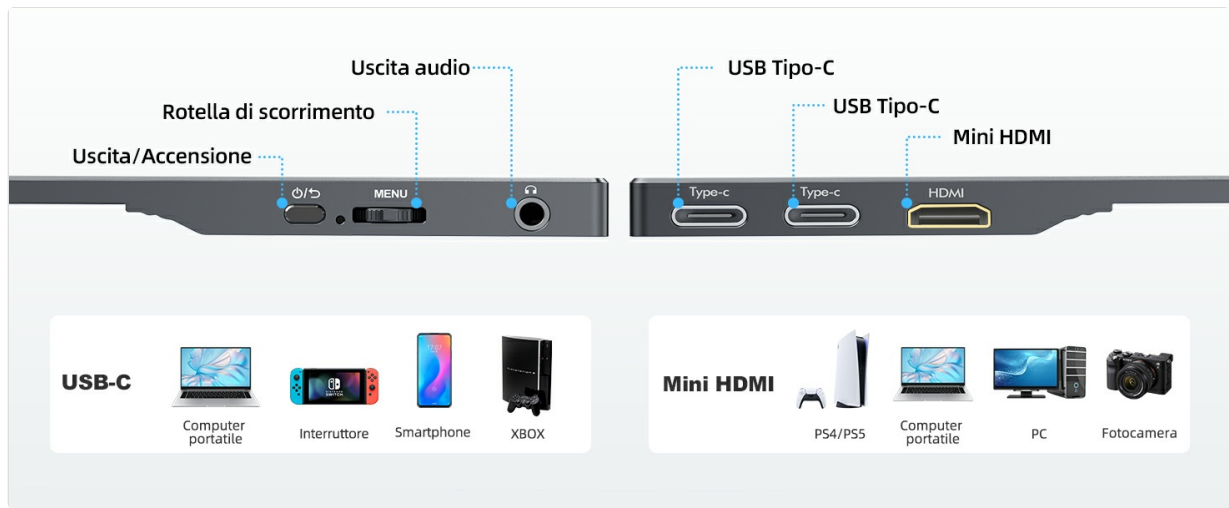 Uscita audio
Rotella di scorrimento
Uscita/Accensione
MENU
USB Tipo-C
USB Tipo-C
Mini HDMI
Type-c
Type-c
HDMI
USB-C
Computer
portatile
Interruttore
Smartphone
XBOX
Mini HDMI
PS4/PS5
Computer
portatile
PC
Fotocamera